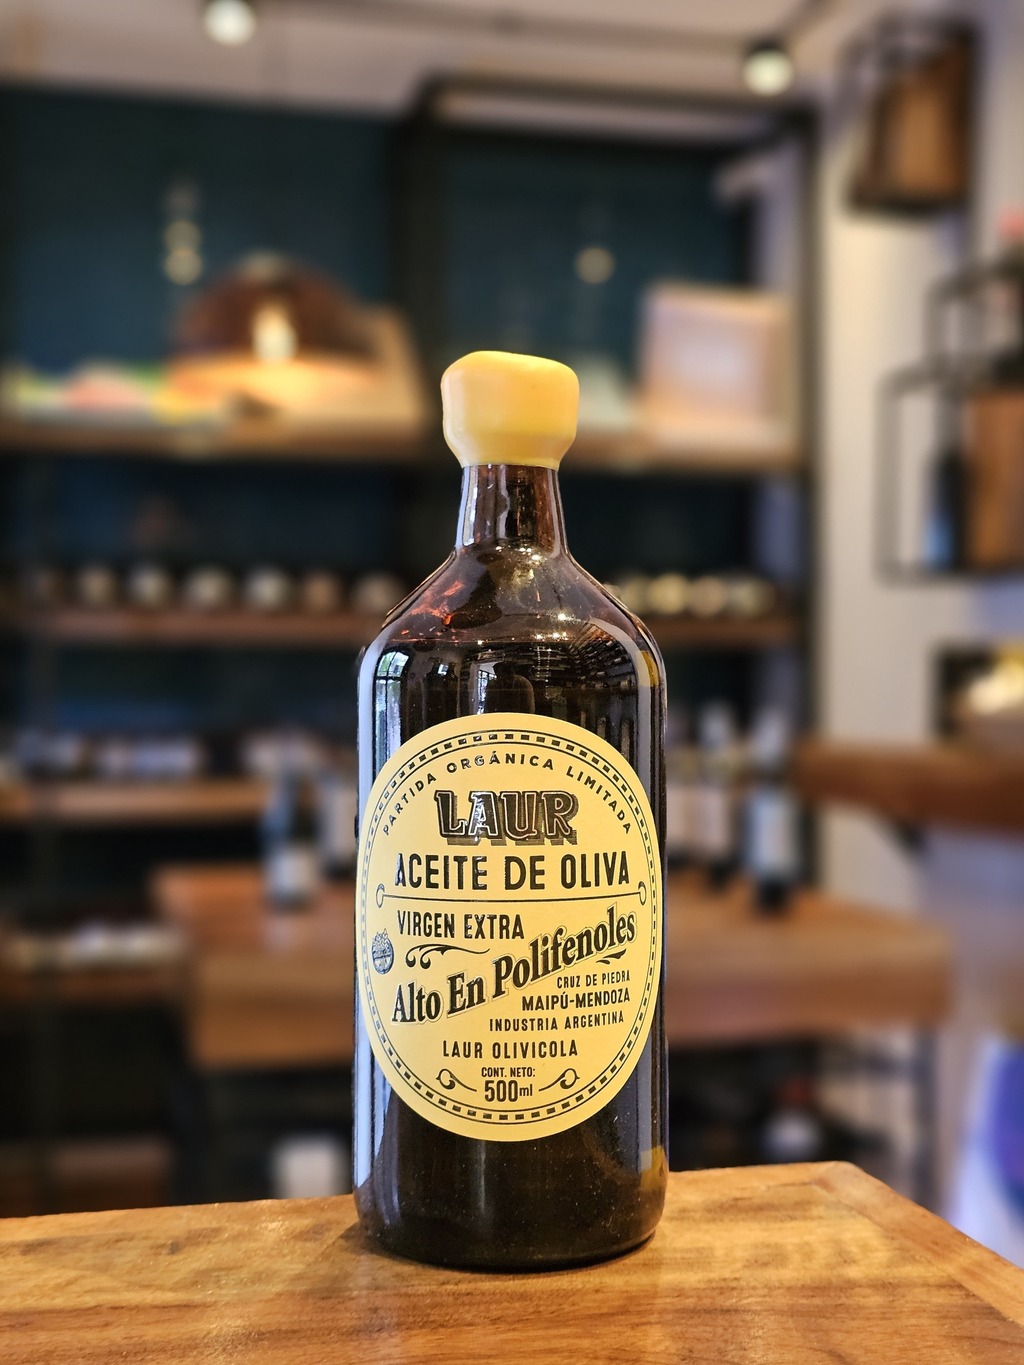 PARTIDA ORGÁNICA LIMITADA
LAUR
ACEITE DE OLIVA
VIRGEN EXTRA
Alto En Polifenoles
CRUZ DE PIEDRA
MAIPÚ-MENDOZA
INDUSTRIA ARGENTINA
LAUR OLIVICOLA
CONT. NETO:
500ml